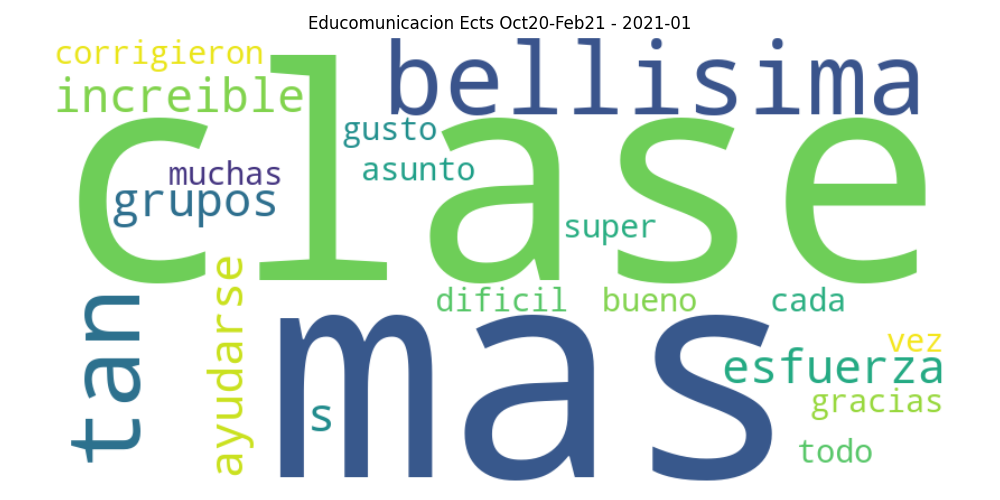 Educomunicacion Ects Oct20-Feb21 - 2021-01
corrigieron
bellisima
increible
clase
gusto
asunto
muchas
grupos
super
tan
ayudarse
dificil
bueno
cada
mas
vez
esfuerza
gracias
s
todo